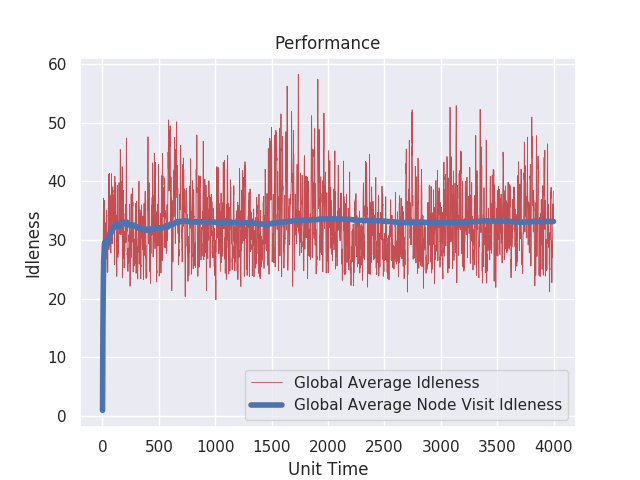 Performance
Idleness
60
50
40
30
20
10
0
Global Average Idleness
Global Average Node Visit Idleness
0 500 1000 1500 2000 2500 3000 3500 4000
Unit Time